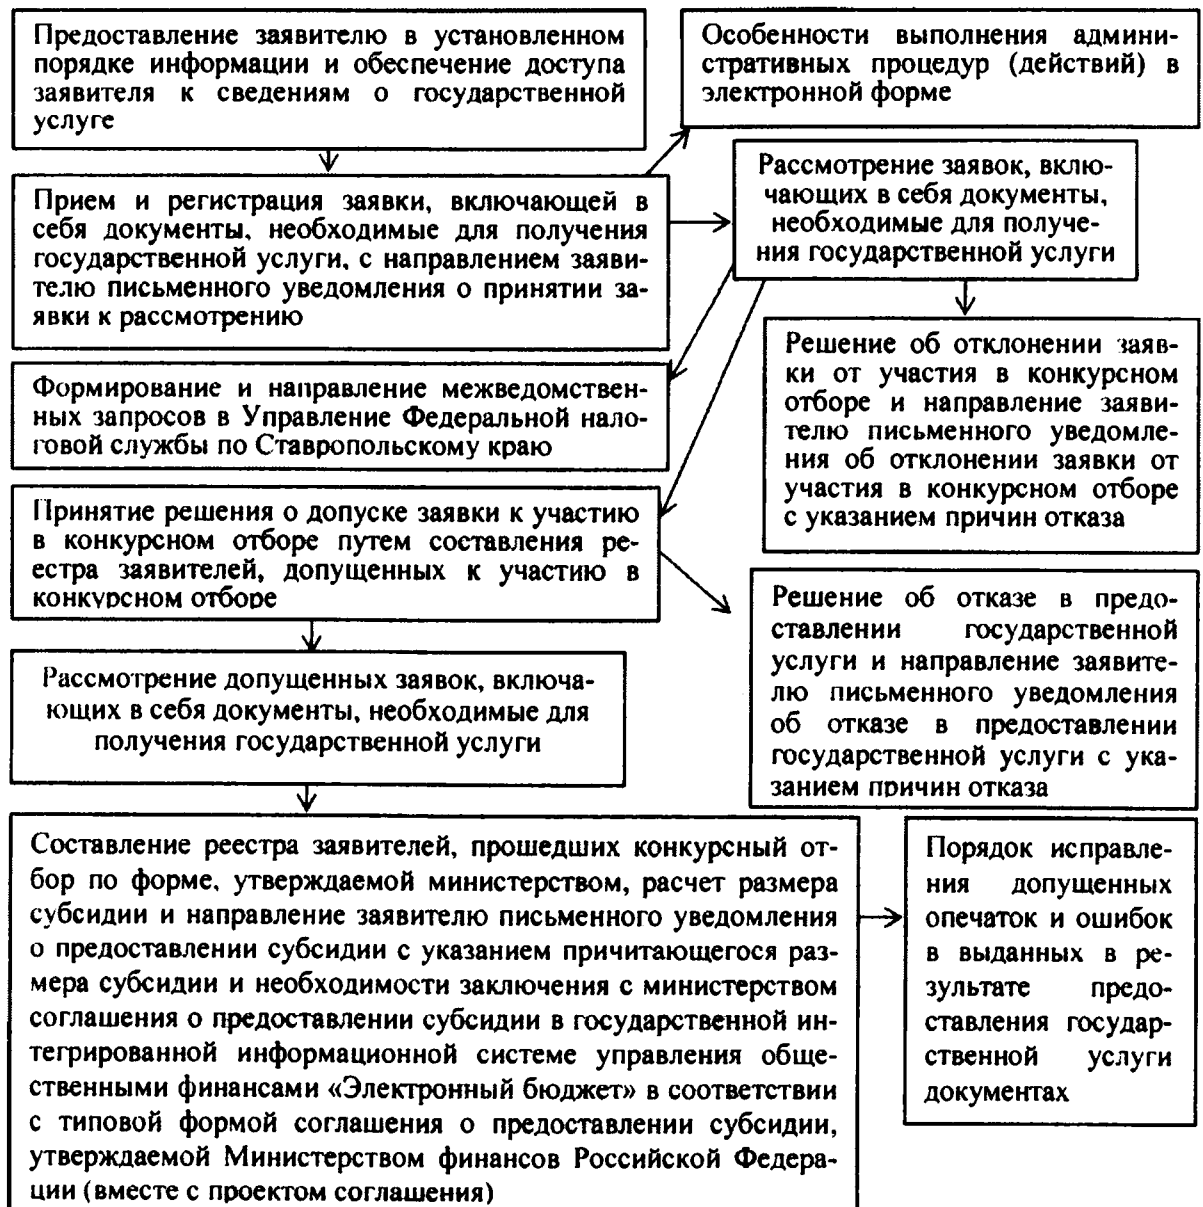 Предоставление заявителю в установленном
порядке информации и обеспечение доступа
заявителя к сведениям о государственной
услуге
Особенности выполнения админи-
стративных процедур (действий) в
электронной форме
Прием и регистрация заявки, включающей в
себя документы, необходимые для получения
государственной услуги, с направлением заяви-
телю письменного уведомления о принятии за-
явки к рассмотрению
Рассмотрение заявок, вклю-
чающих в себя документы,
необходимые для получе-
ния государственной услуги
Формирование и направление межведомствен-
ных запросов в Управление Федеральной нало-
говой службы по Ставропольскому краю
Решение об отклонении заяв-
ки от участия в конкурсном
отборе и направление заяви-
телю письменного уведомле-
ния об отклонении заявки от
участия в конкурсном отборе
с указанием причин отказа
Принятие решения о допуске заявки к участию
в конкурсном отборе путем составления ре-
естра заявителей, допущенных к участию в
конкурсном отборе
Решение об отказе в предо-
ставлении государственной
услуги и направление заявите-
лю письменного уведомления
об отказе в предоставлении
государственной услуги с ука-
занием причин отказа
Рассмотрение допущенных заявок, включа-
ющих в себя документы, необходимые для
получения государственной услуги
Составление реестра заявителей, прошедших конкурсный от-
бор по форме, утверждаемой министерством, расчет размера
субсидии и направление заявителю письменного уведомления
о предоставлении субсидии с указанием причитающегося раз-
мера субсидии и необходимости заключения с министерством
соглашения о предоставлении субсидии в государственной ин-
тегрированной информационной системе управления обще-
ственными финансами «Электронный бюджет» в соответствии
с типовой формой соглашения о предоставлении субсидии,
утверждаемой Министерством финансов Российской Федера-
ции (вместе с проектом соглашения)
Порядок исправле-
ния допущенных
опечаток и ошибок
в выданных в ре-
зультате предо-
ставления государ-
ственной услуги
документах